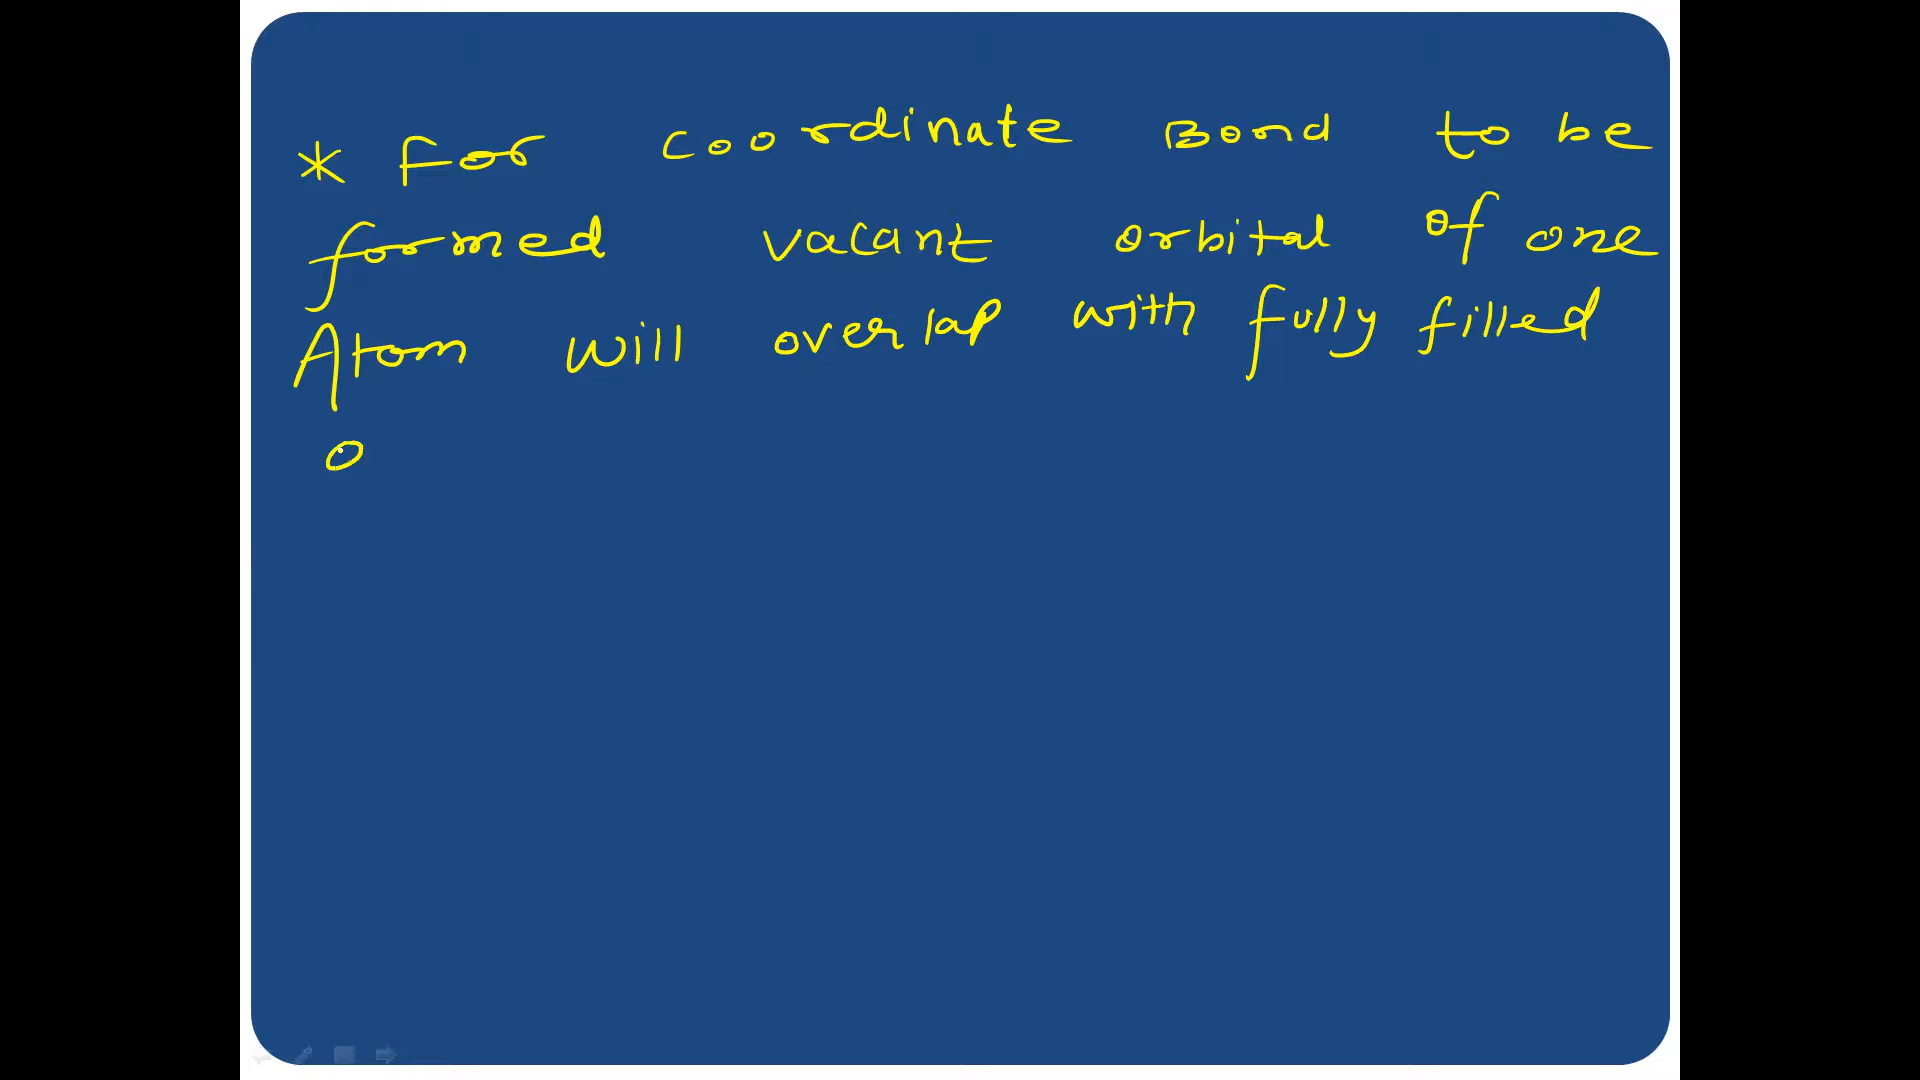 * For coordinate Bond to be
formed vacant orbital of one
Atom will overlap with fully filled
o